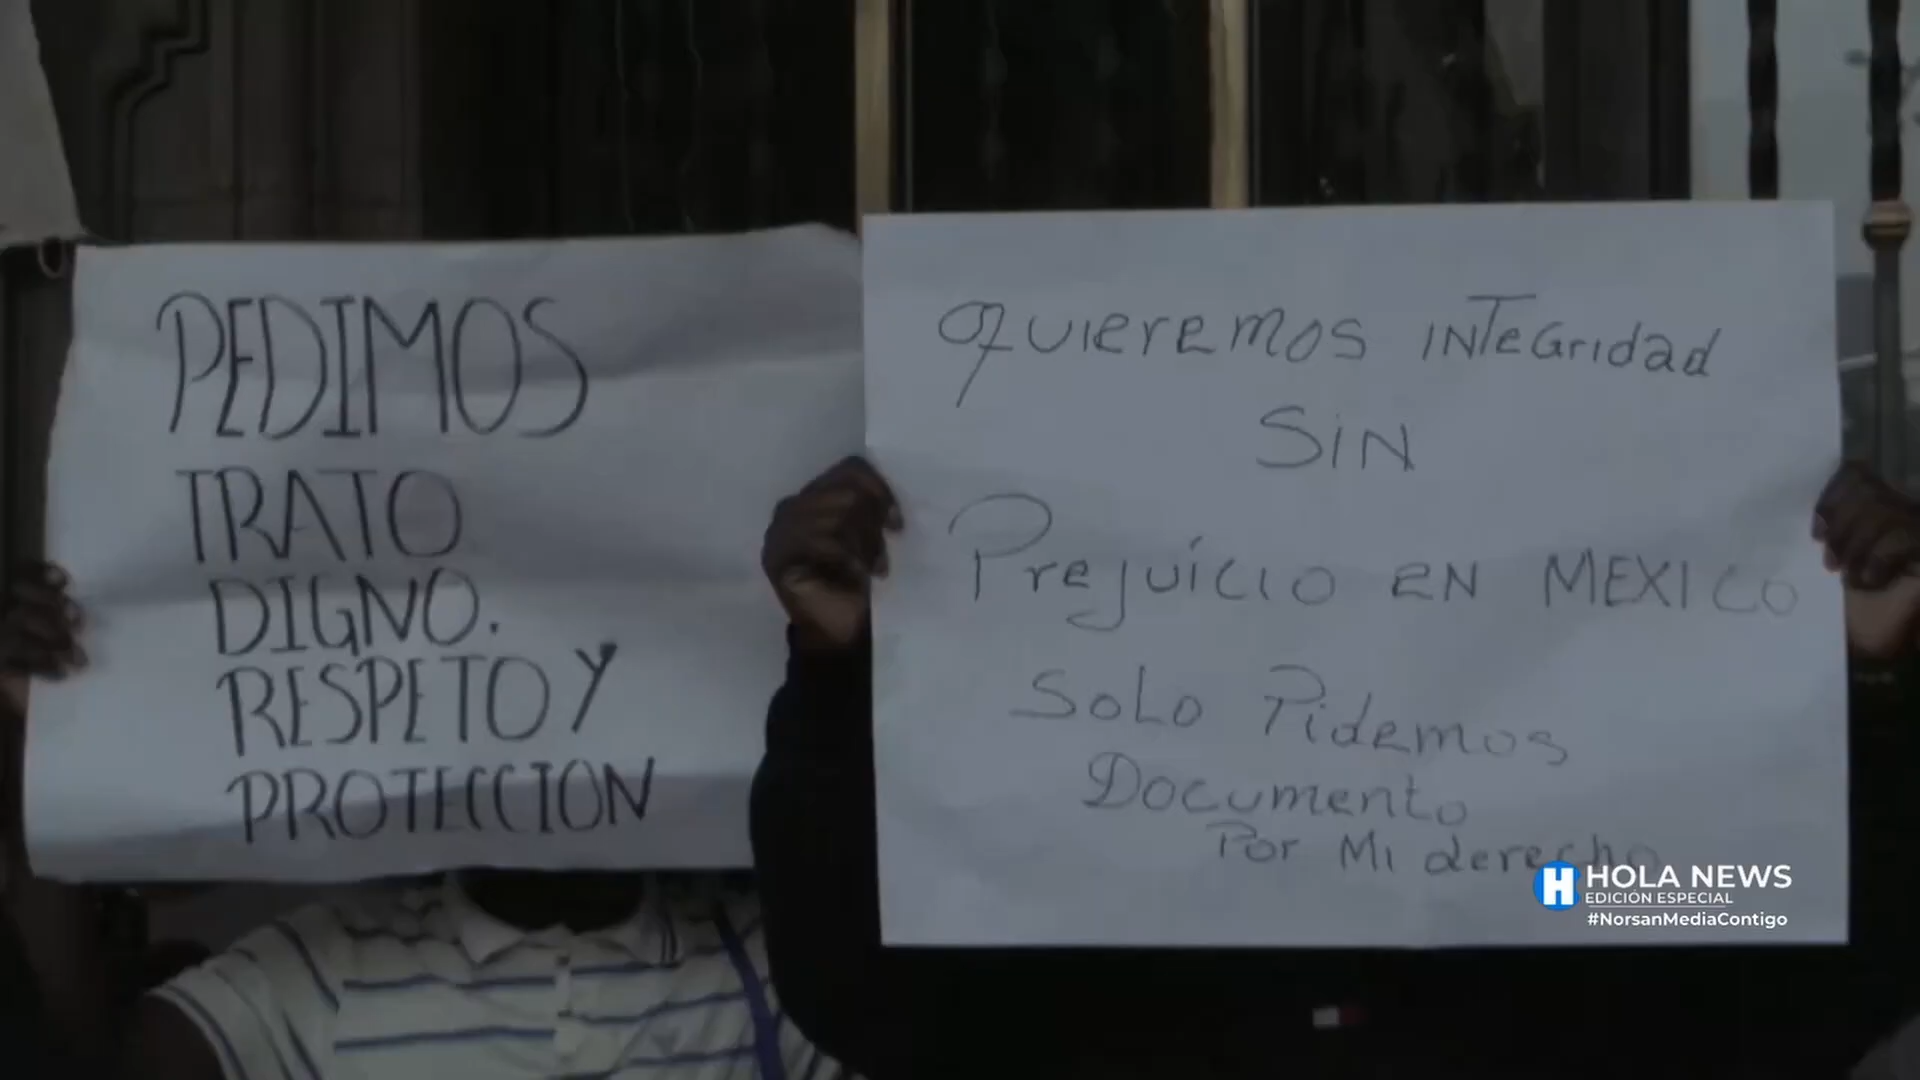 PEDIMOS
TRATO
DIGNO.
RESPETO Y
PROTECCION
QUIEREMOS INTEGRIDAD
SIN
PREJUÍCIO EN MEXICO
SOLO PIDEMOS
DOCUMENTO
POR MI derecho
HOLA NEWS
EDICIÓN ESPECIAL
#NorsanMediaContigo